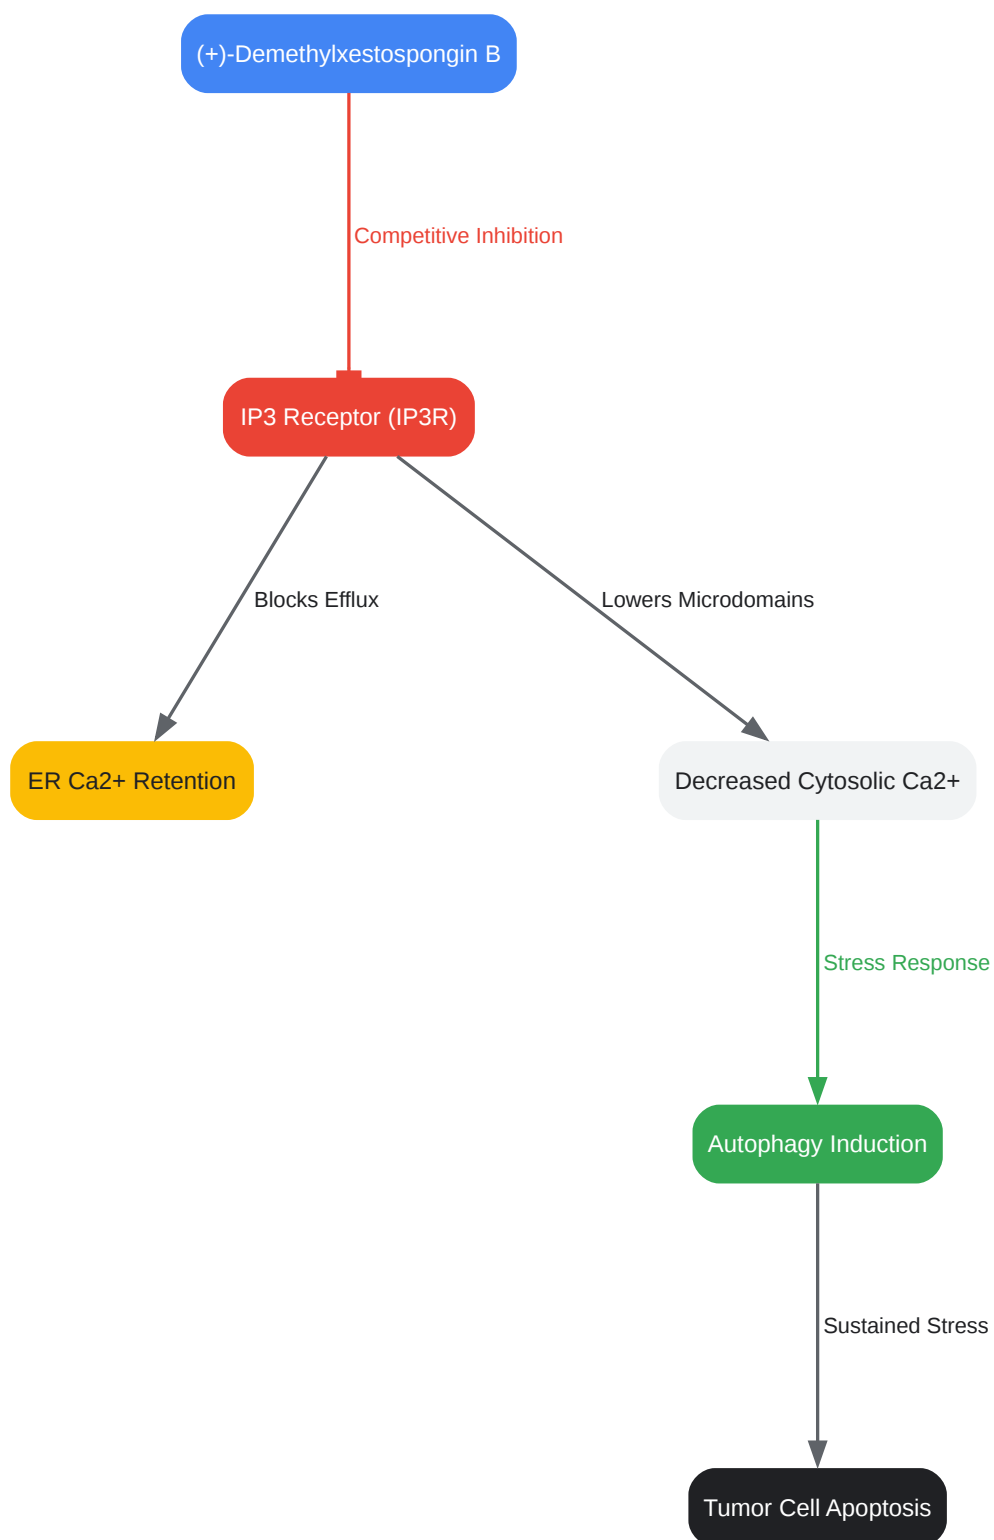 (+)-Demethylxestospongin B
Competitive Inhibition
IP3 Receptor (IP3R)
Blocks Efflux
Lowers Microdomains
ER Ca2+ Retention
Decreased Cytosolic Ca2+
Stress Response
Autophagy Induction
Sustained Stress
Tumor Cell Apoptosis